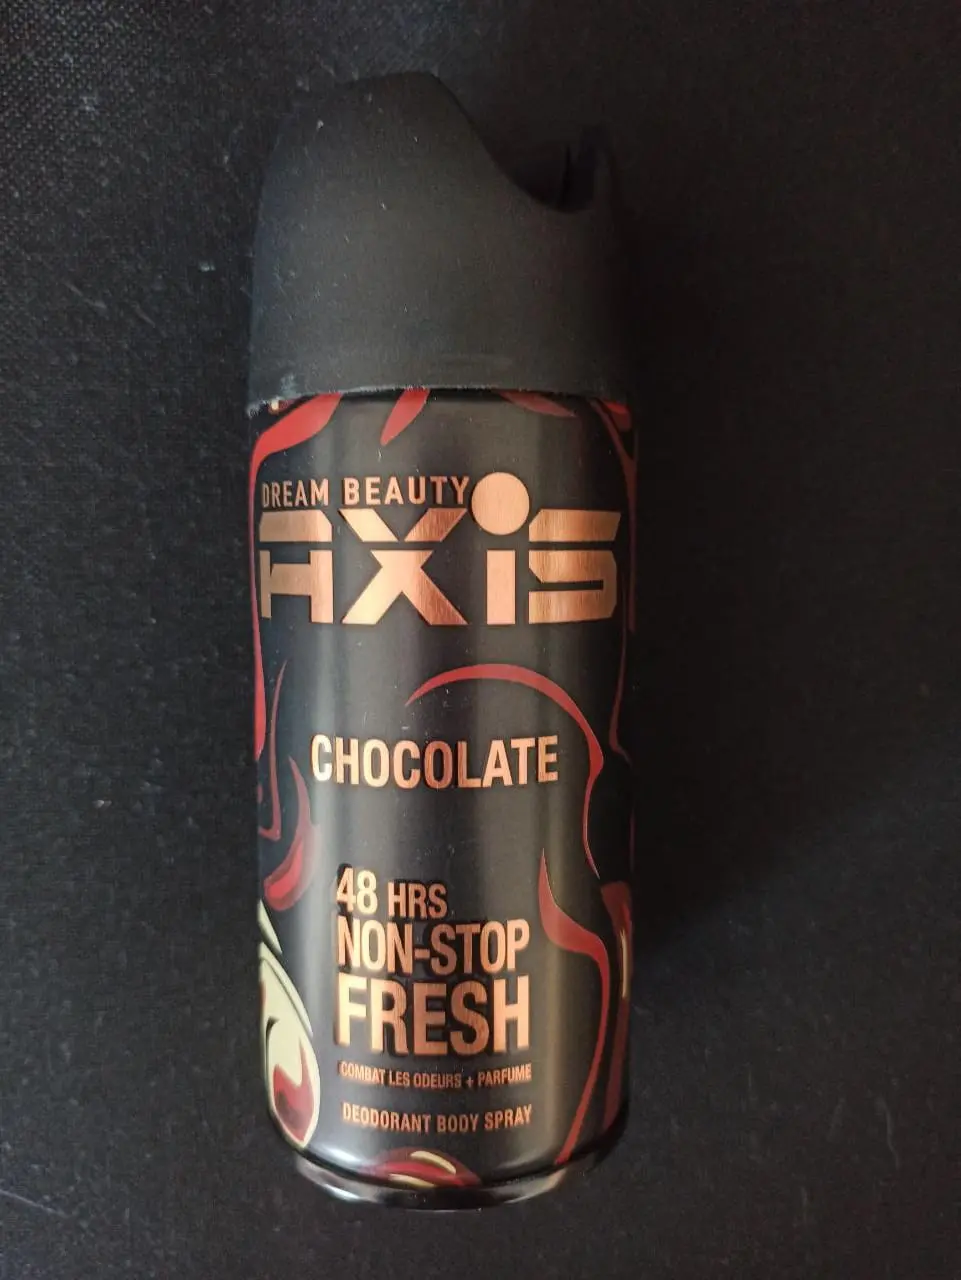 DREAM BEAUTY
AXiS
CHOCOLATE
48 HRS
NON-STOP
FRESH
COMBAT LES ODEURS + PARFUME
DEODORANT BODY SPRAY